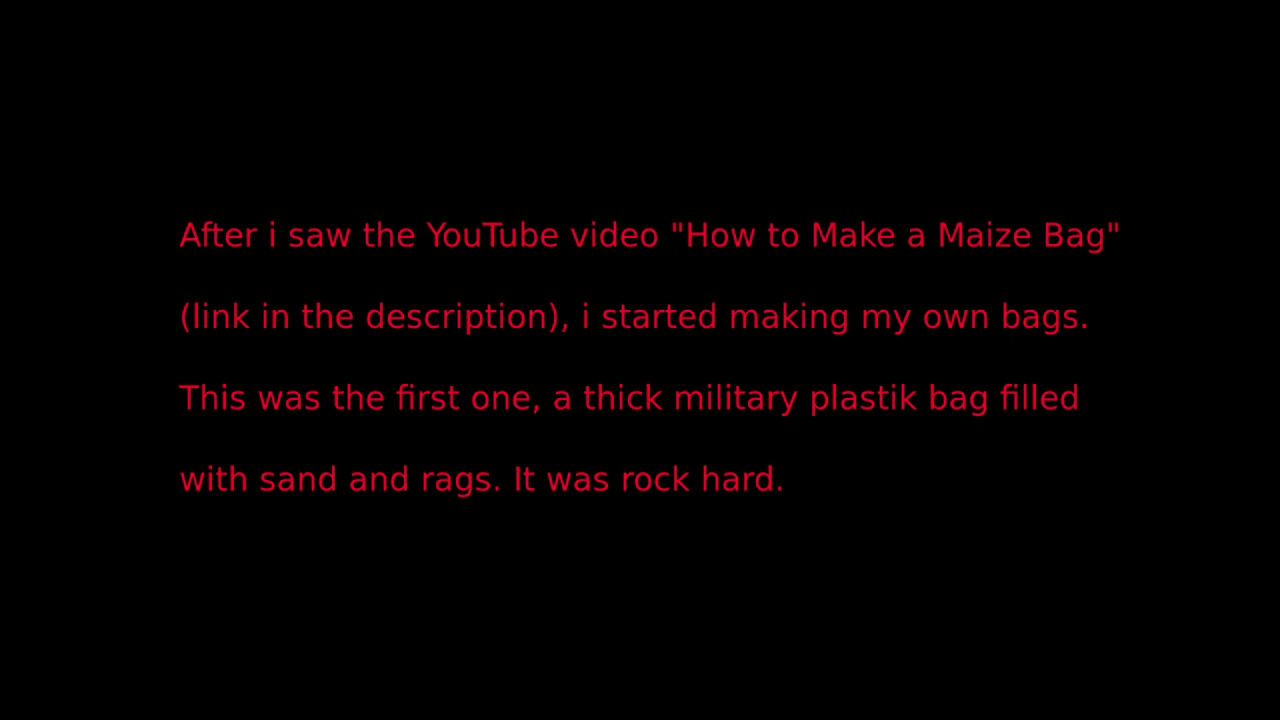 After i saw the YouTube video "How to Make a Maize Bag"
(link in the description), i started making my own bags.
This was the first one, a thick military plastik bag filled
with sand and rags. It was rock hard.